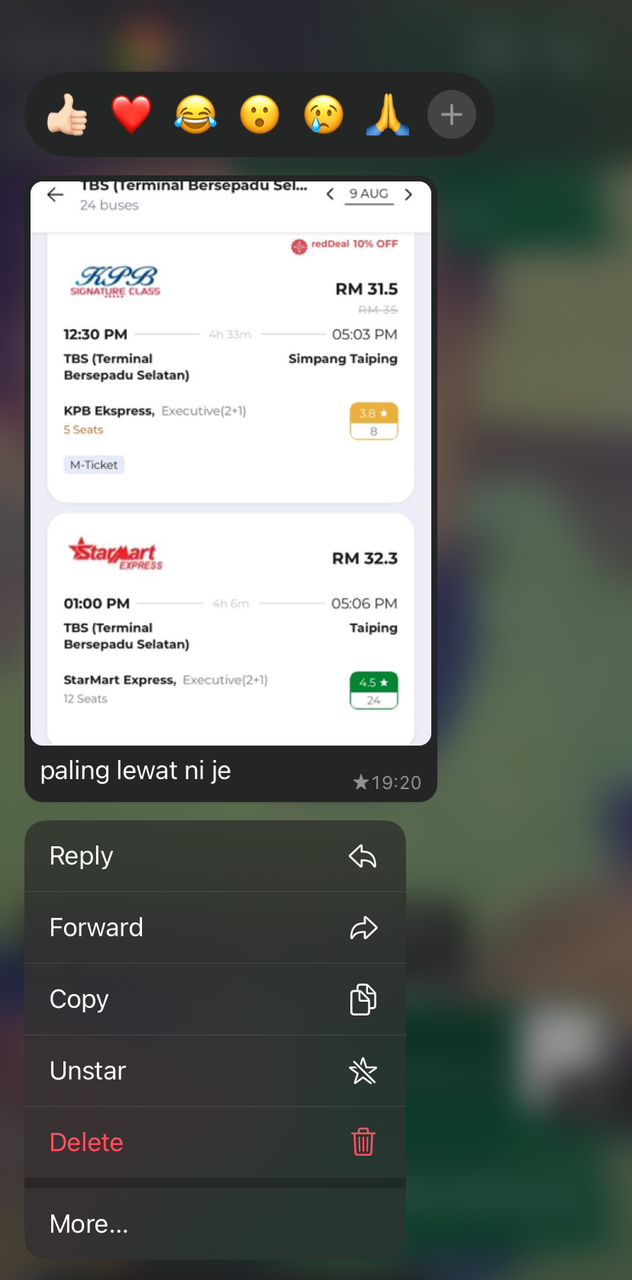 TBS (Terminal Bersepadu Sel...
9 AUG
24 buses
redDeal 10% OFF
KPB
SIGNATURE CLASS
RM 31.5
RM 35
12:30 PM
4h 33m
05:03 PM
TBS (Terminal
Bersepadu Selatan)
Simpang Taiping
KPB Ekspress, Executive(2+1)
5 Seats
3.8 ★
8
M-Ticket
StarMart
EXPRESS
RM 32.3
01:00 PM
4h 6m
05:06 PM
TBS (Terminal
Bersepadu Selatan)
Taiping
StarMart Express, Executive(2+1)
12 Seats
4.5 ★
24
paling lewat ni je
★19:20
Reply
Forward
Copy
Unstar
Delete
More...